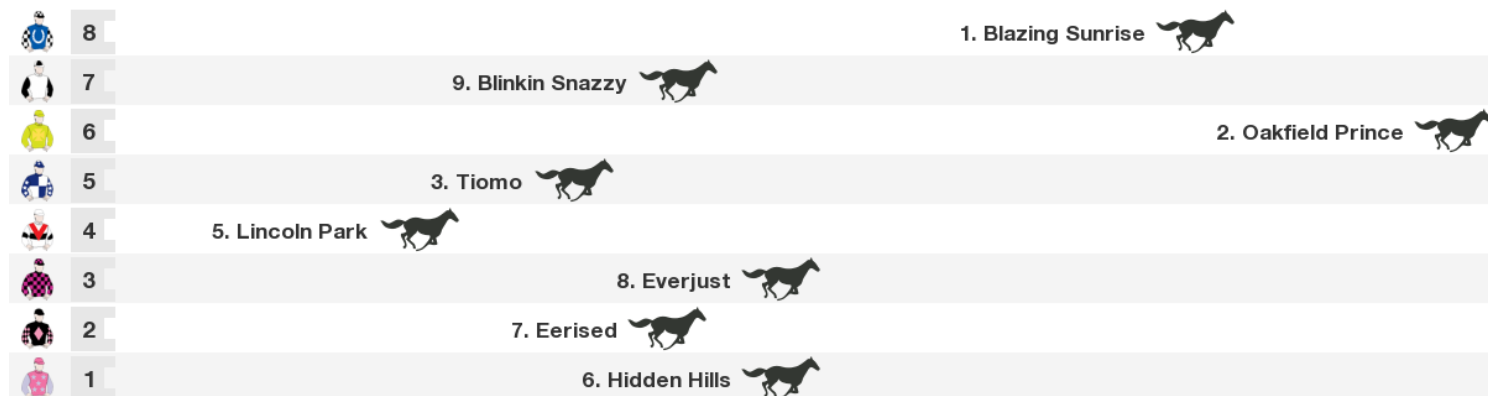 8 1. Blazing Sunrise
7 9. Blinkin Snazzy
6 2. Oakfield Prince
5 3. Tiomo
4 5. Lincoln Park
3 8. Everjust
2 7. Eerised
1 6. Hidden Hills